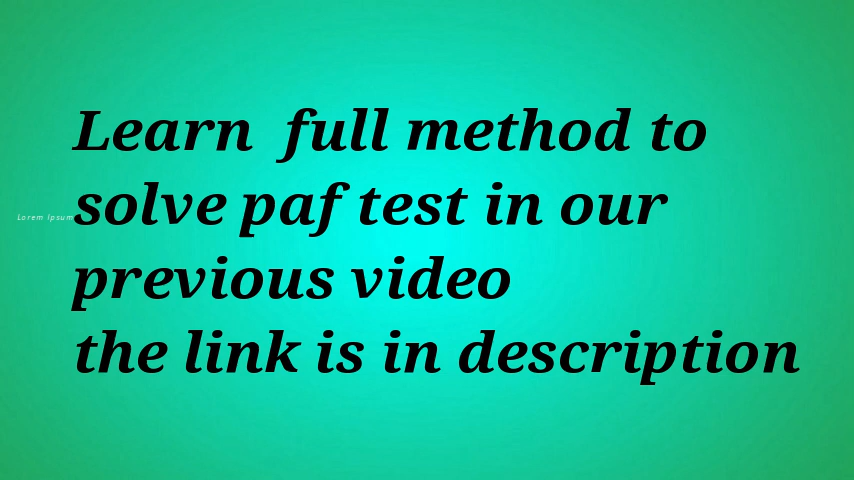 Learn full method to
Lorem Ipsum
solve paf test in our
previous video
the link is in description